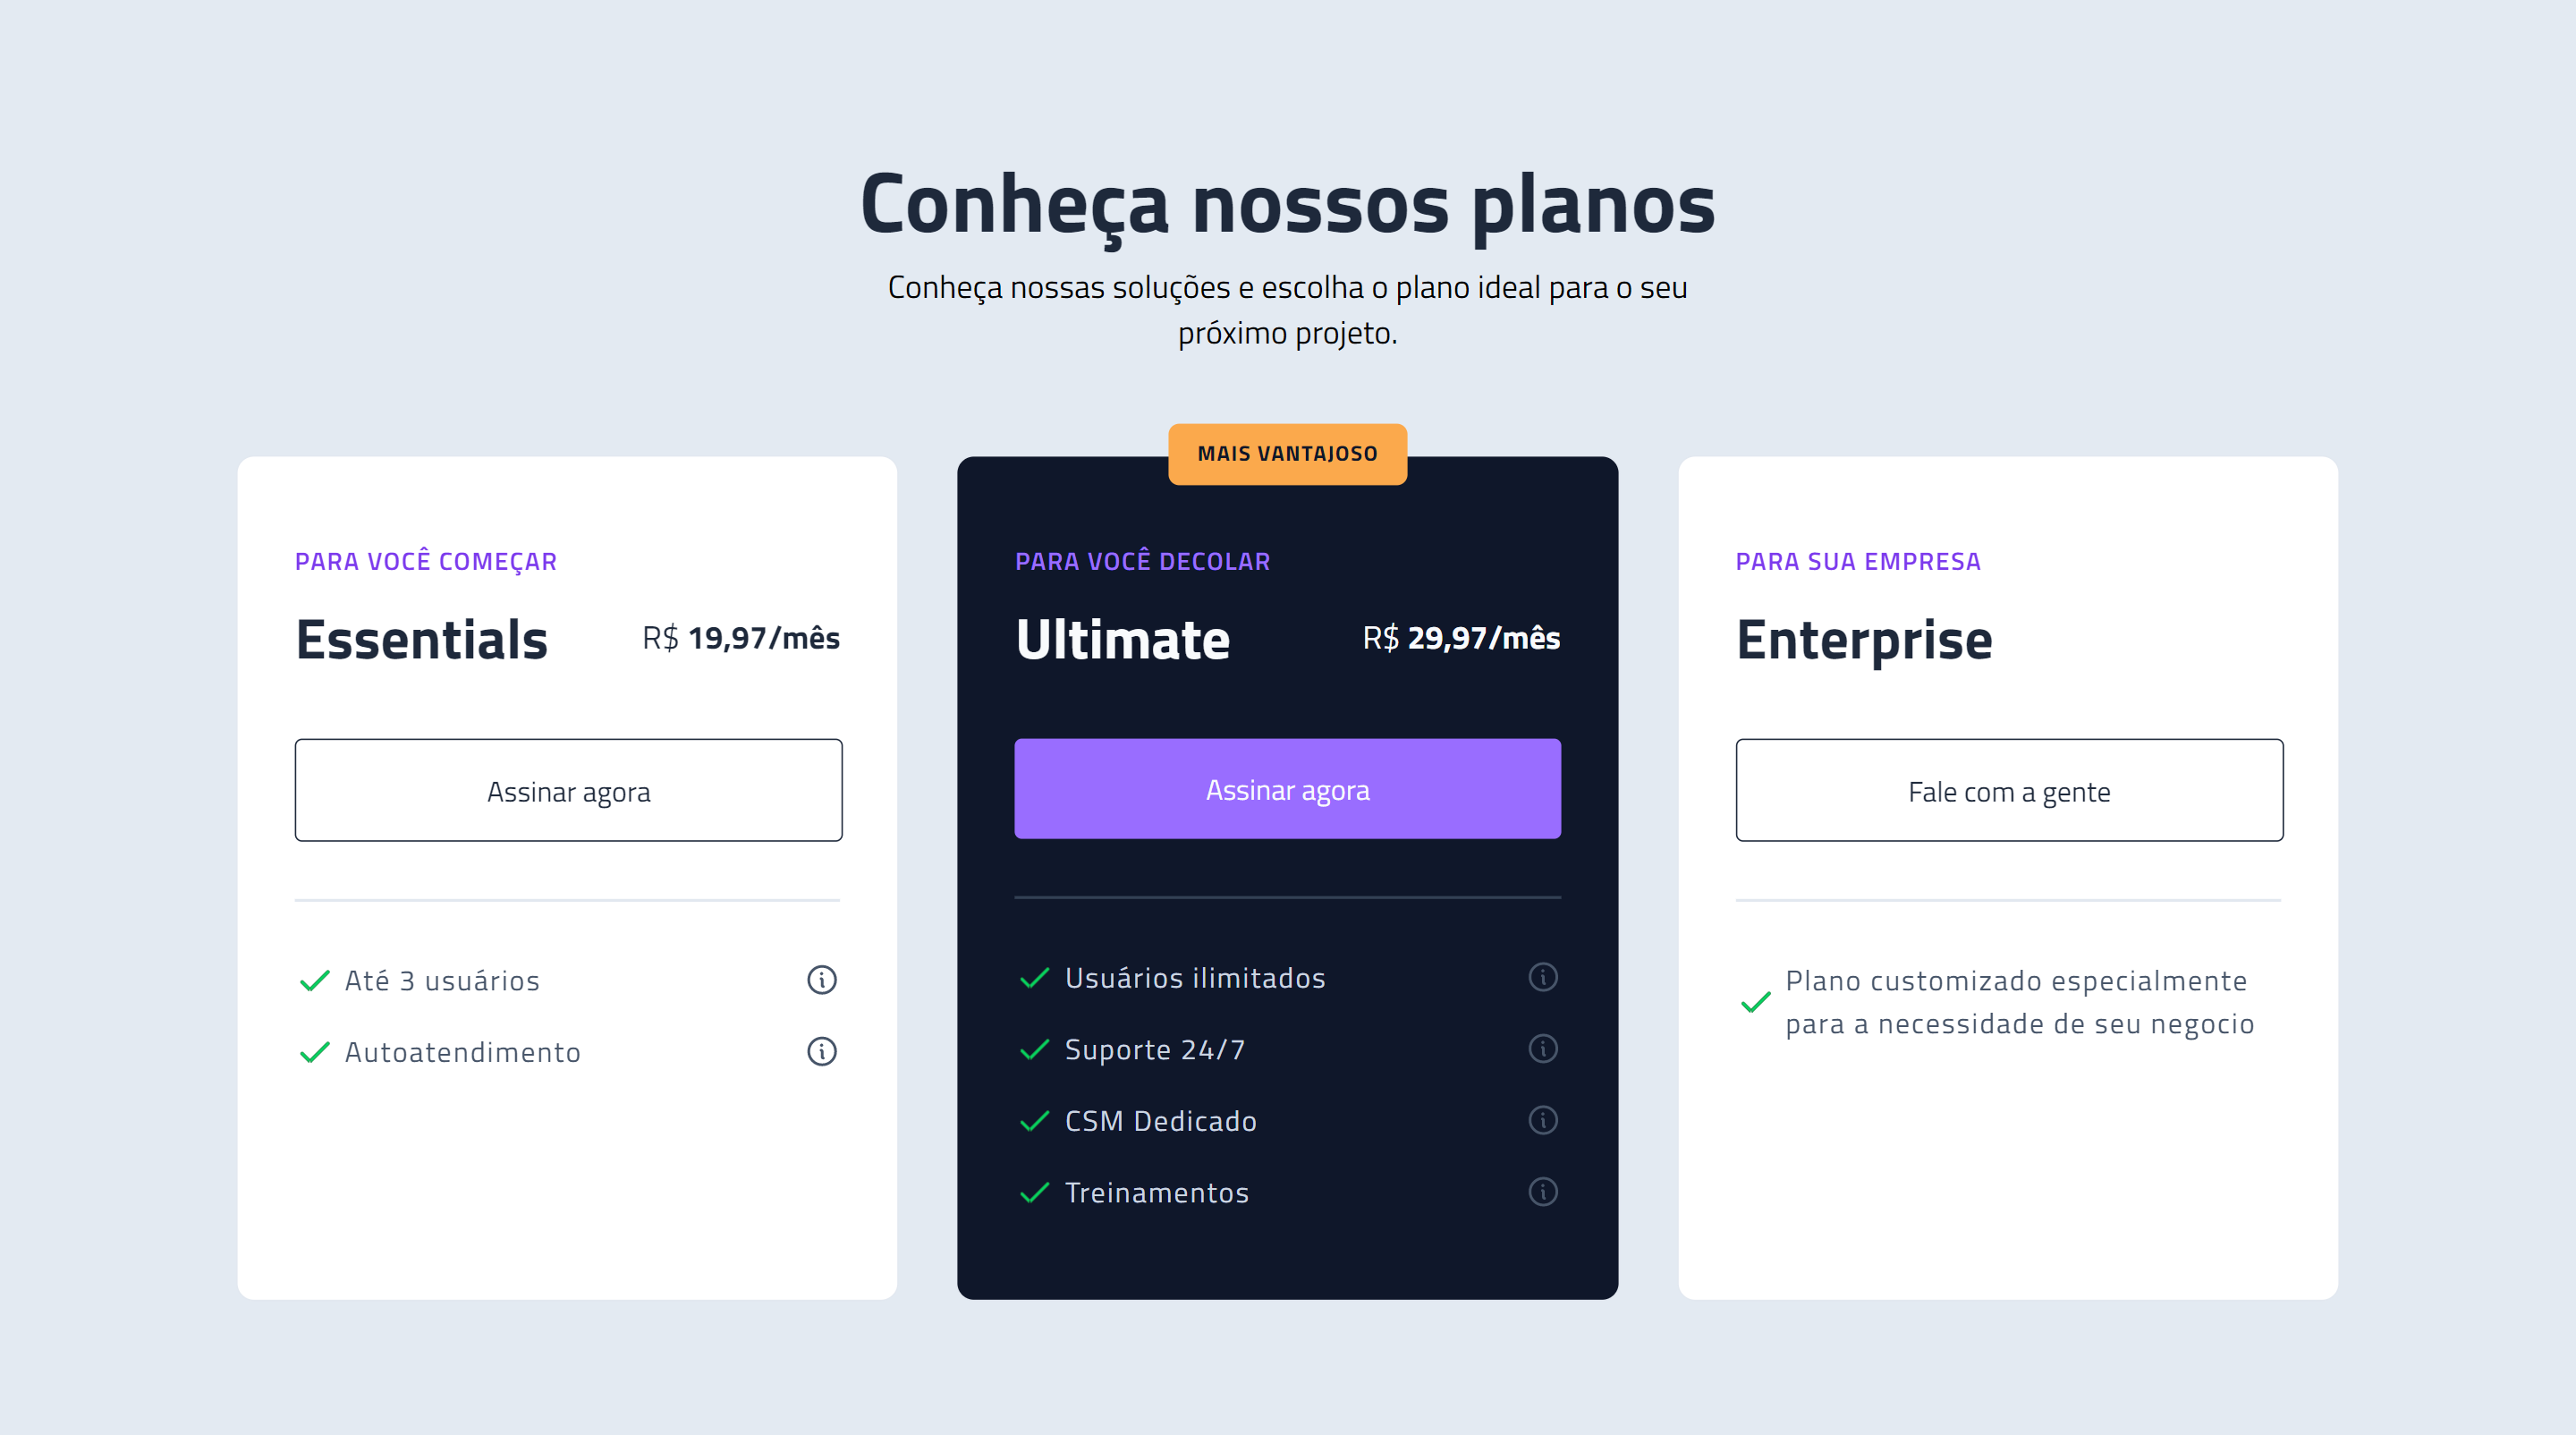 Conheça nossos planos
Conheça nossas soluções e escolha o plano ideal para o seu
próximo projeto.
PARA VOCÊ COMEÇAR
Essentials
R$ 19,97/mês
Assinar agora
Até 3 usuários
Autoatendimento
MAIS VANTAJOSO
PARA VOCÊ DECOLAR
Ultimate
R$ 29,97/mês
Assinar agora
Usuários ilimitados
Suporte 24/7
CSM Dedicado
Treinamentos
PARA SUA EMPRESA
Enterprise
Fale com a gente
Plano customizado especialmente
para a necessidade de seu negocio